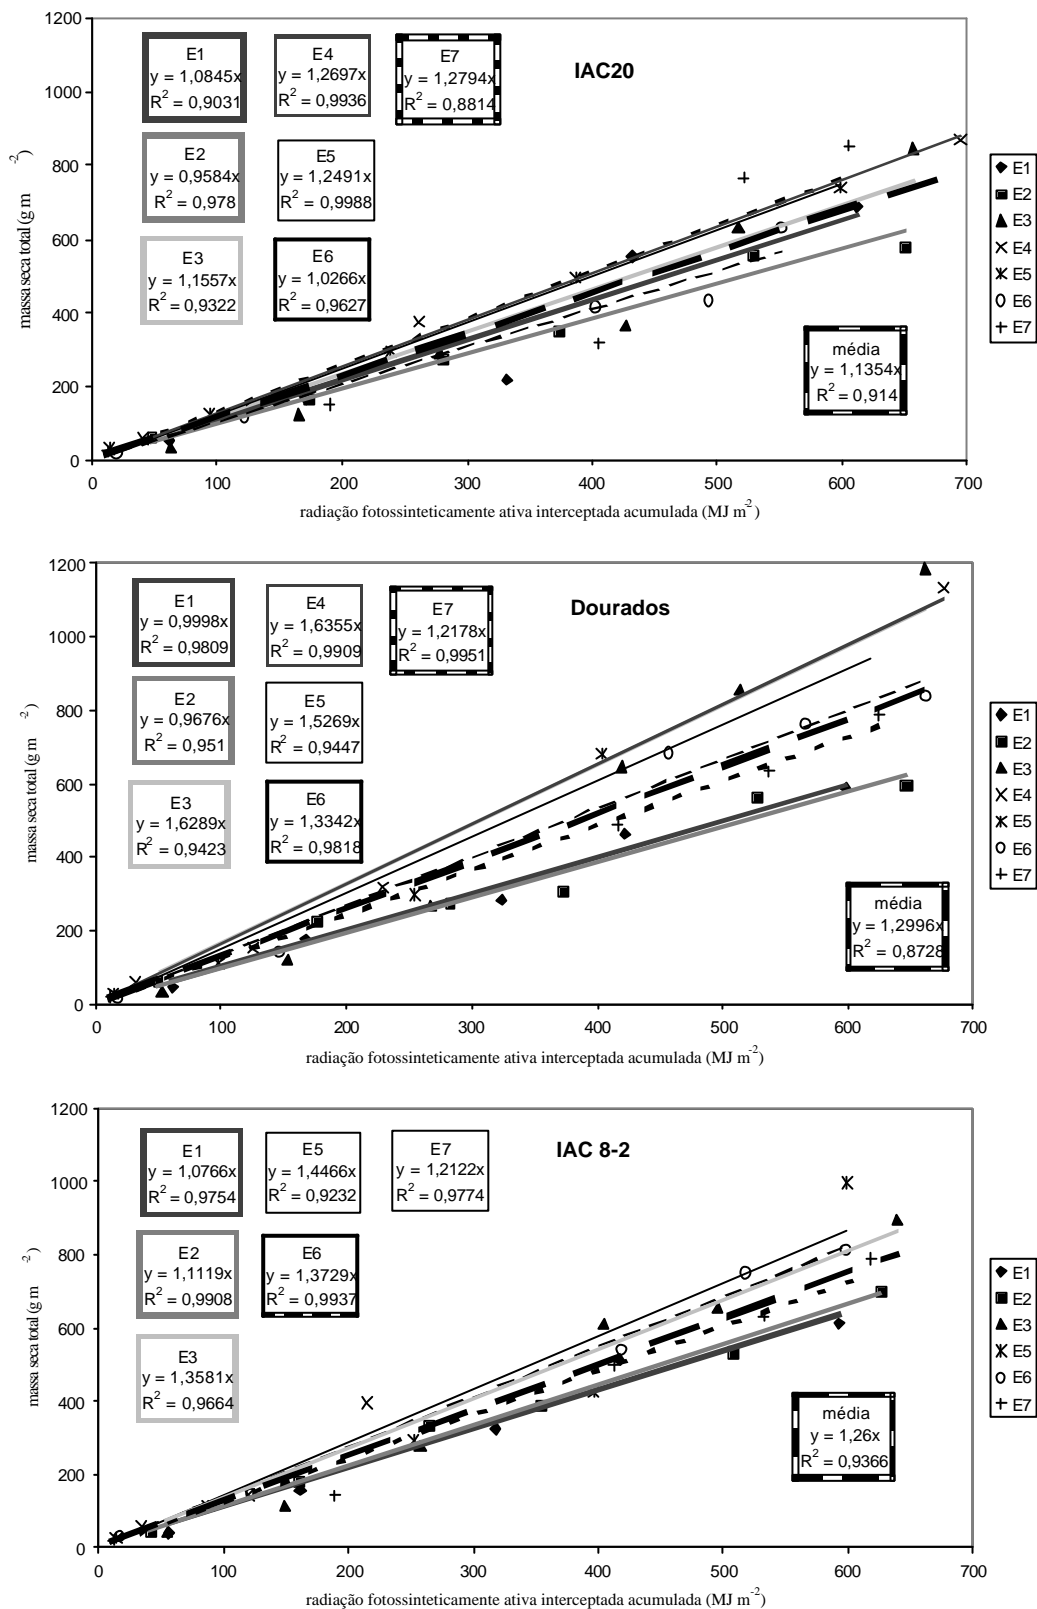 1200
1000
800
600
400
200
0
massa seca total (g m-2)
IAC20
E1
y = 1,0845x
R2 = 0,9031
E4
y = 1,2697x
R2 = 0,9936
E7
y = 1,2794x
R2 = 0,8814
E2
y = 0,9584x
R2 = 0,978
E5
y = 1,2491x
R2 = 0,9988
E3
y = 1,1557x
R2 = 0,9322
E6
y = 1,0266x
R2 = 0,9627
média
y = 1,1354x
R2 = 0,914
E1
E2
E3
E4
E5
E6
E7
0 100 200 300 400 500 600 700
radiação fotossinteticamente ativa interceptada acumulada (MJ m-2)
1200
1000
800
600
400
200
0
massa seca total (g m-2)
Dourados
E1
y = 0,9998x
R2 = 0,9809
E4
y = 1,6355x
R2 = 0,9909
E7
y = 1,2178x
R2 = 0,9951
E2
y = 0,9676x
R2 = 0,951
E5
y = 1,5269x
R2 = 0,9447
E3
y = 1,6289x
R2 = 0,9423
E6
y = 1,3342x
R2 = 0,9818
média
y = 1,2996x
R2 = 0,8728
E1
E2
E3
E4
E5
E6
E7
0 100 200 300 400 500 600 700
radiação fotossinteticamente ativa interceptada acumulada (MJ m-2)
1200
1000
800
600
400
200
0
massa seca total (g m-2)
IAC 8-2
E1
y = 1,0766x
R2 = 0,9754
E5
y = 1,4466x
R2 = 0,9232
E7
y = 1,2122x
R2 = 0,9774
E2
y = 1,1119x
R2 = 0,9908
E6
y = 1,3729x
R2 = 0,9937
E3
y = 1,3581x
R2 = 0,9664
média
y = 1,26x
R2 = 0,9366
E1
E2
E3
E5
E6
E7
0 100 200 300 400 500 600 700
radiação fotossinteticamente ativa interceptada acumulada (MJ m-2)